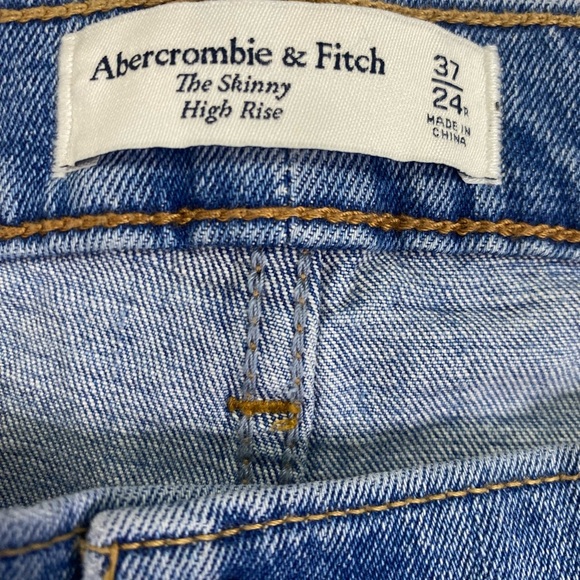 Abercrombie & Fitch
The Skinny
High Rise
37
24R
MADE IN
CHINA